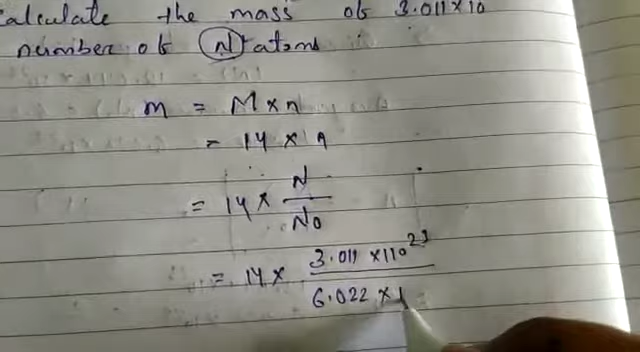 alculate the mass of 3.011×10
number of N atoms
m = M × n
= 14 × n
= 14 × N/N₀
= 14 × 3.011 × 10²³/6.022 × 1